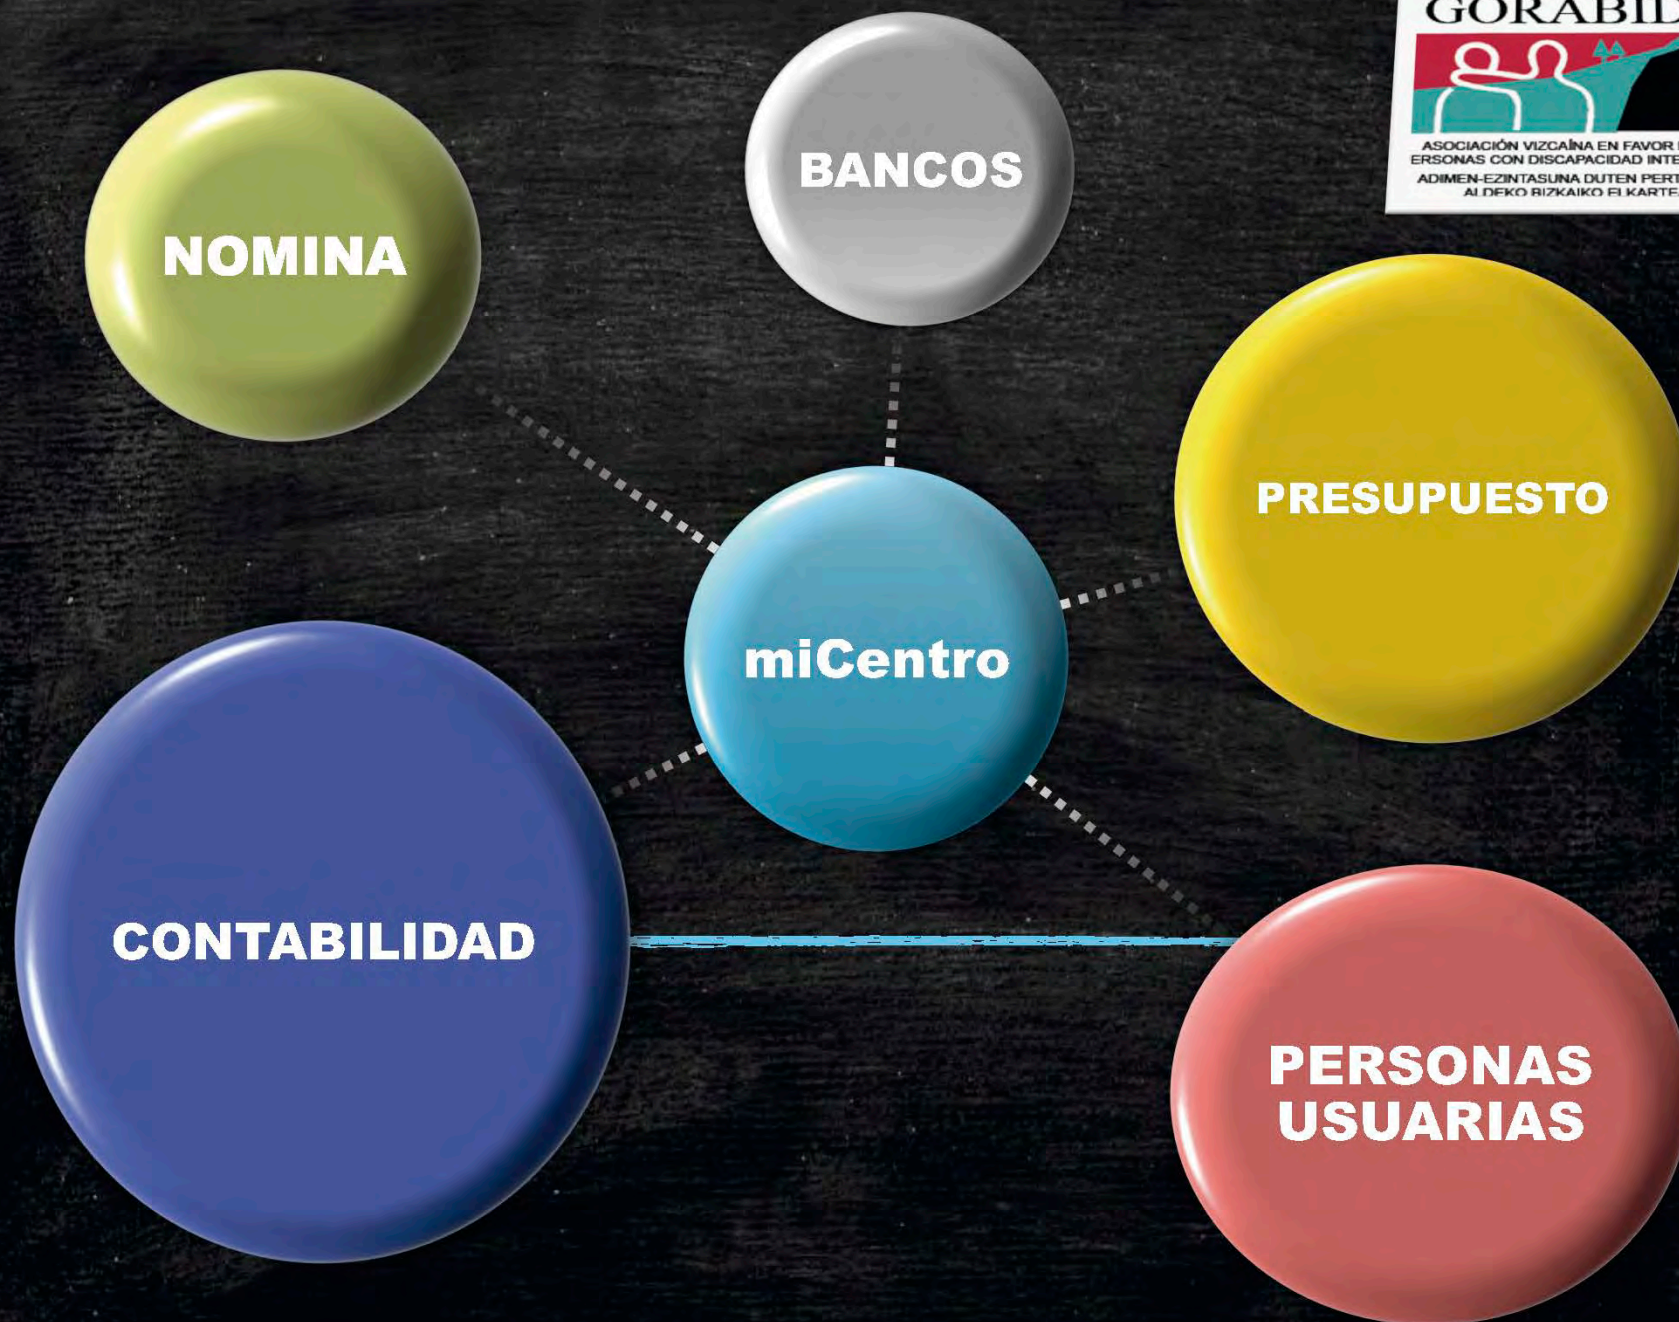 GORABID
ASOCIACIÓN VIZCAÍNA EN FAVOR
ERSONAS CON DISCAPACIDAD INTE
ADIMEN-EZINTASUNA DUTEN PERT
ALDEKO BIZKAIKO ELKARTE
BANCOS
NOMINA
PRESUPUESTO
miCentro
CONTABILIDAD
PERSONAS
USUARIAS